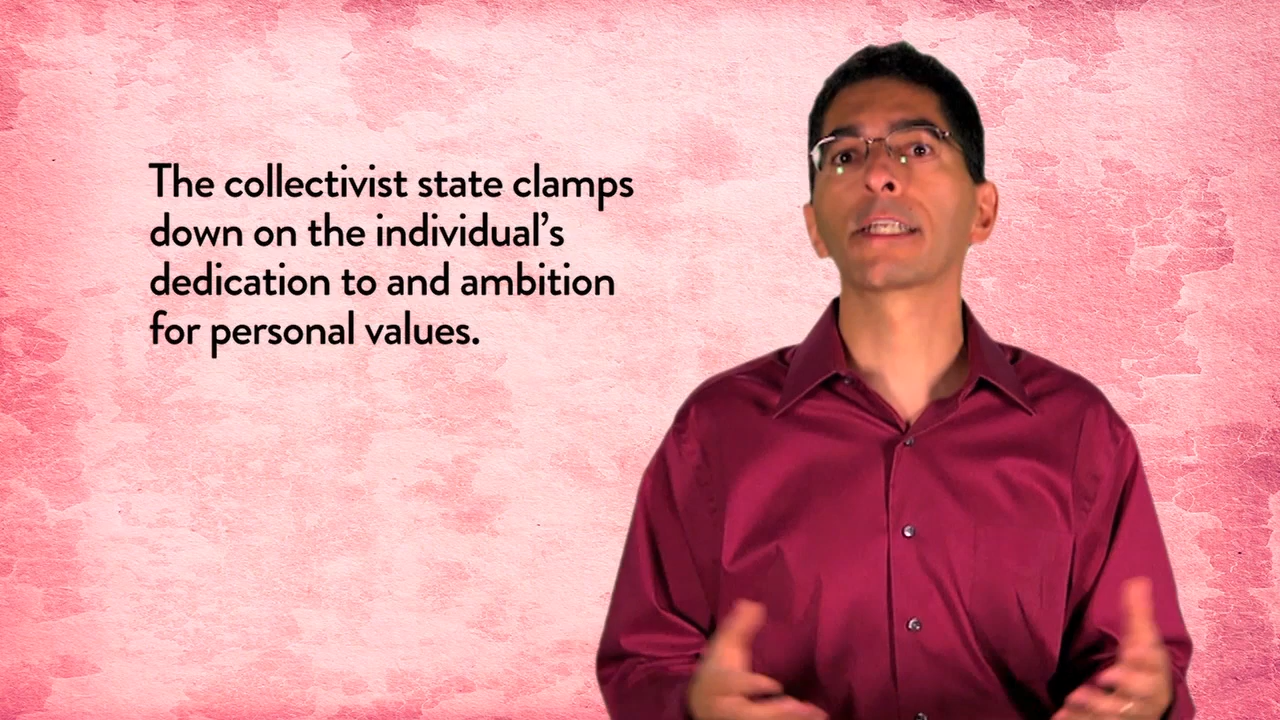 The collectivist state clamps
down on the individual’s
dedication to and ambition
for personal values.